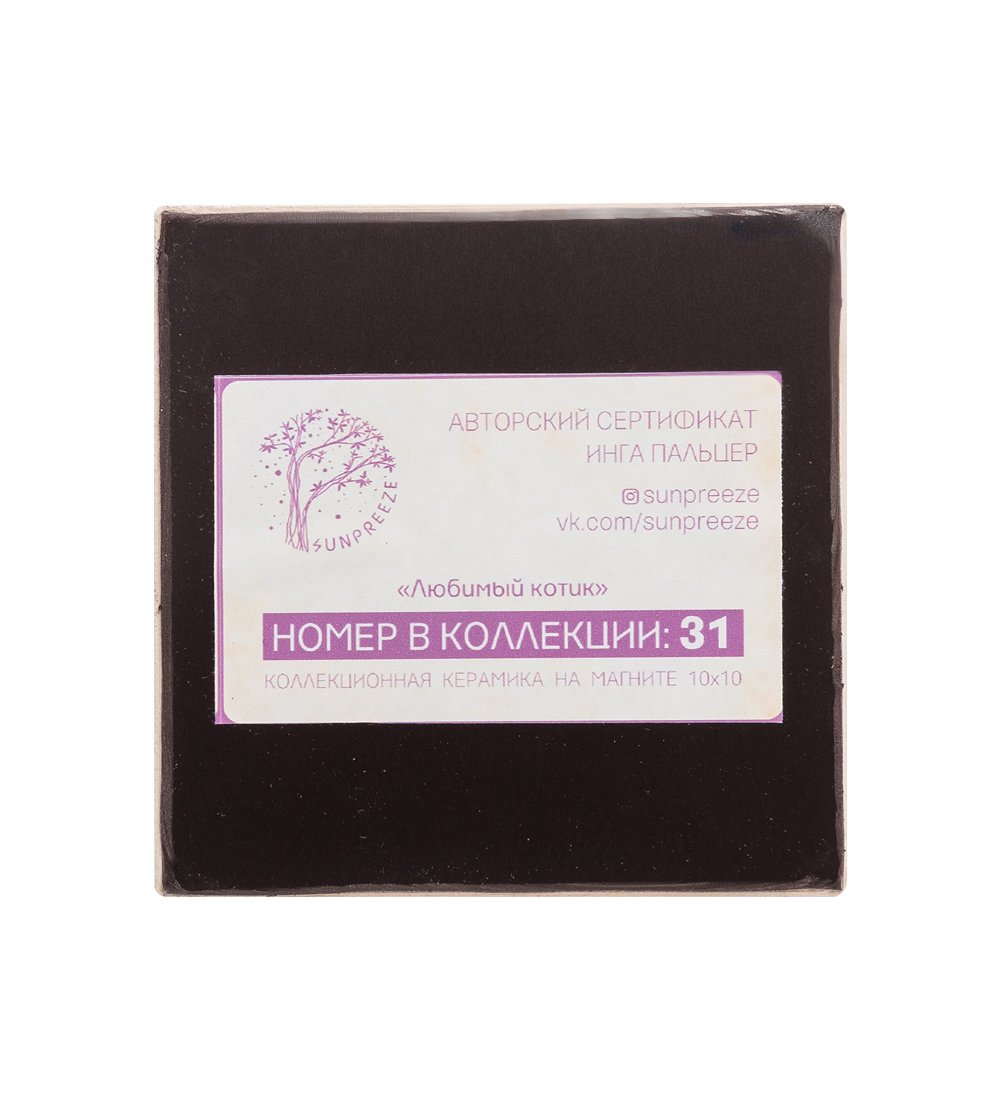 SUNPREEZE
АВТОРСКИЙ СЕРТИФИКАТ
ИНГА ПАЛЬЦЕР
sunpreeze
vk.com/sunpreeze
«Любимый котик»
НОМЕР В КОЛЛЕКЦИИ: 31
КОЛЛЕКЦИОННАЯ КЕРАМИКА НА МАГНИТЕ 10x10